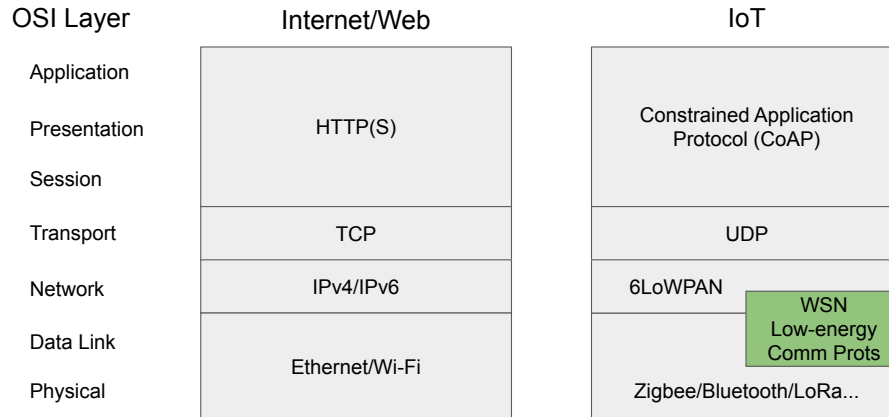 OSI Layer
Internet/Web
IoT
Application
Presentation
Session
Transport
Network
Data Link
Physical
HTTP(S)
TCP
IPv4/IPv6
Ethernet/Wi-Fi
Constrained Application
Protocol (CoAP)
UDP
6LoWPAN
WSN
Low-energy
Comm Prots
Zigbee/Bluetooth/LoRa...